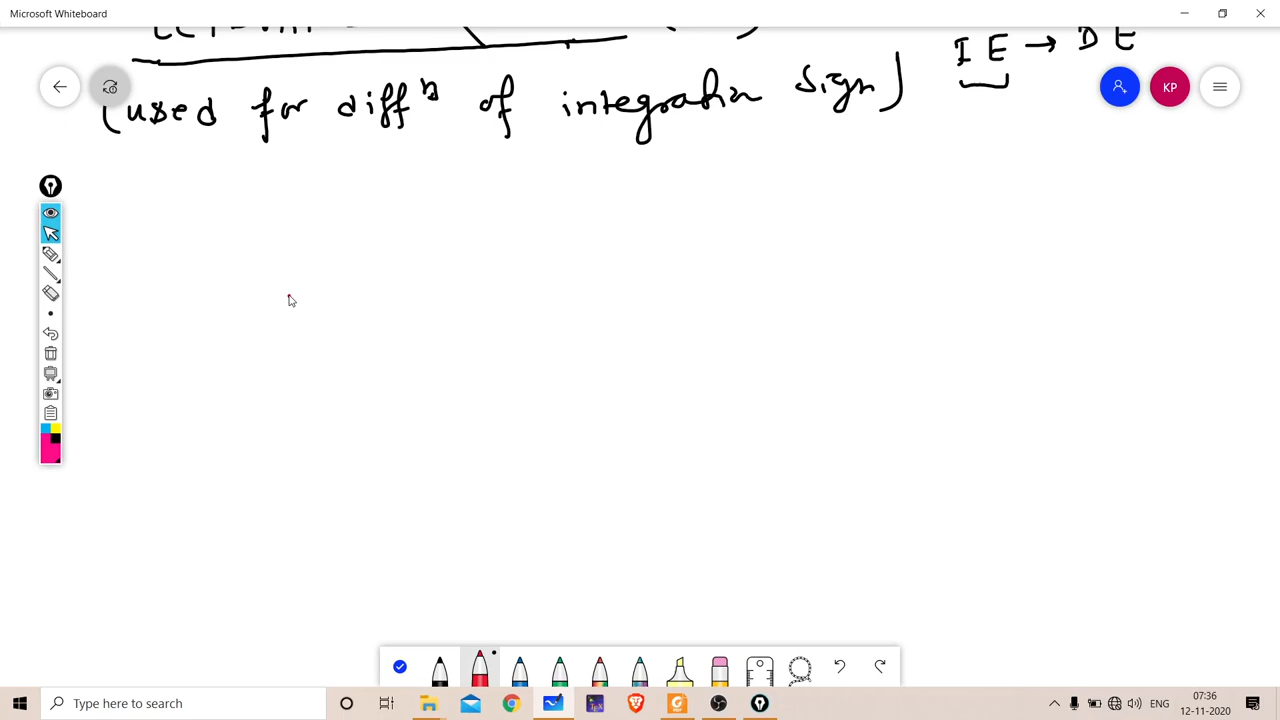 Microsoft Whiteboard
I E → D E
(used for diffⁿ of integration sign)
KP
Type here to search
ENG
07:36
12-11-2020